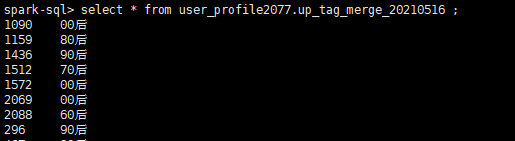 spark-sql> select * from user_profile2077.up_tag_merge_20210516 ;
1090 00后
1159 80后
1436 90后
1512 70后
1572 00后
2069 00后
2088 60后
296 90后